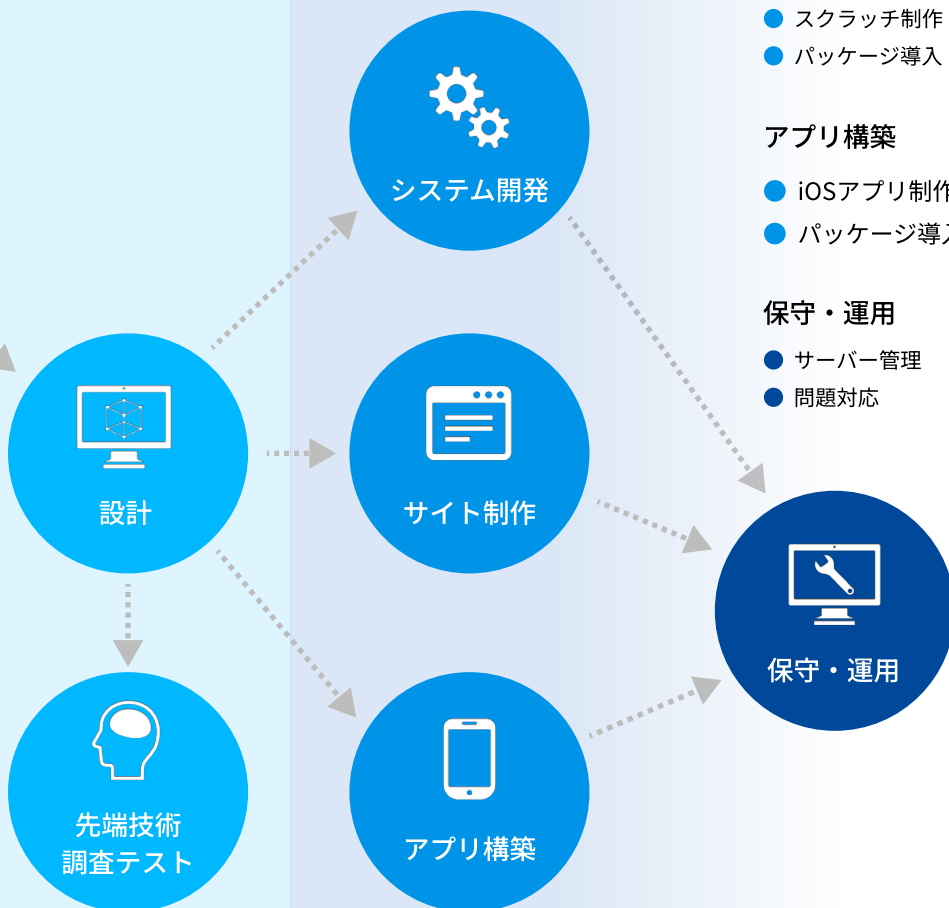 システム開発
設計
サイト制作
先端技術
調査テスト
アプリ構築
保守・運用
スクラッチ制作
パッケージ導入
アプリ構築
iOSアプリ制作
パッケージ導入
保守・運用
サーバー管理
問題対応